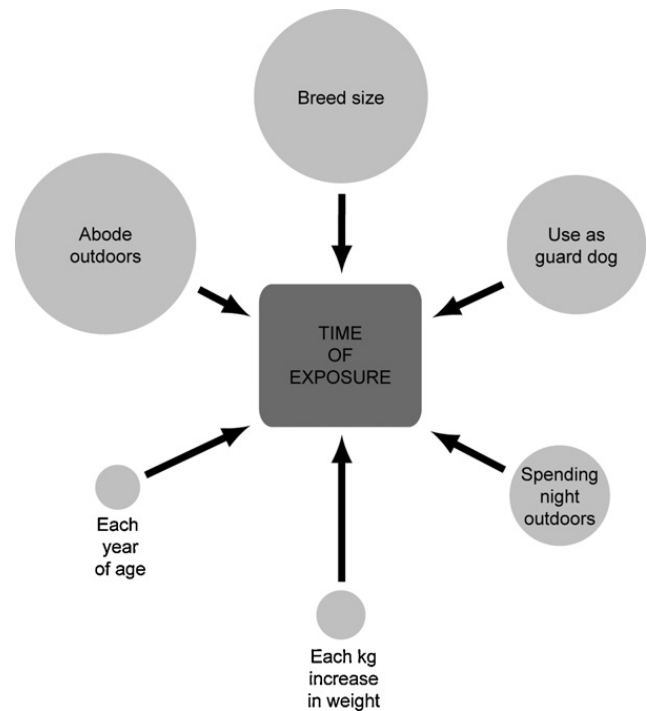 Breed size
Abode
outdoors
Use as
guard dog
TIME
OF
EXPOSURE
Spending
night
outdoors
Each
year
of age
Each kg
increase
in weight